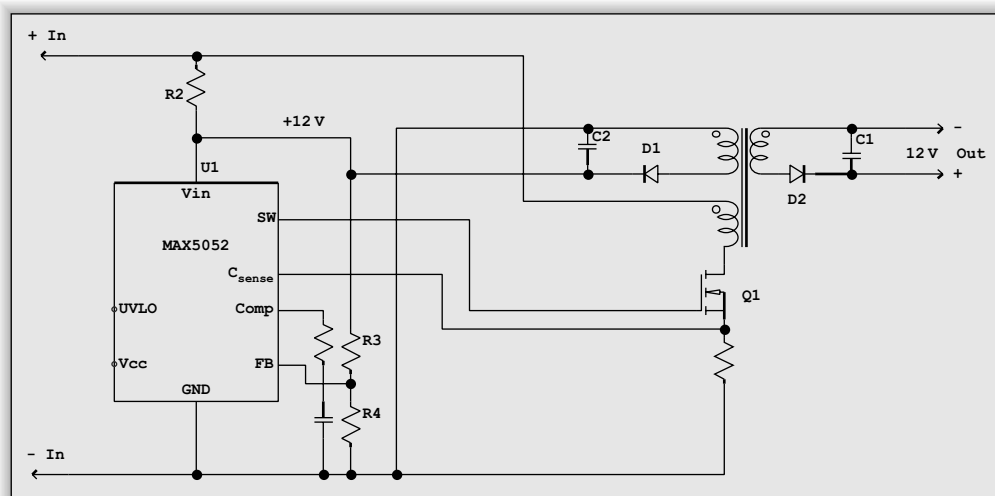 + In
R2
+12 V
U1
Vin
SW
MAX5052
Csense
Comp
UVLO
Vcc
FB
GND
R3
R4
- In
C2
D1
C1
D2
-
12 V Out
+
Q1